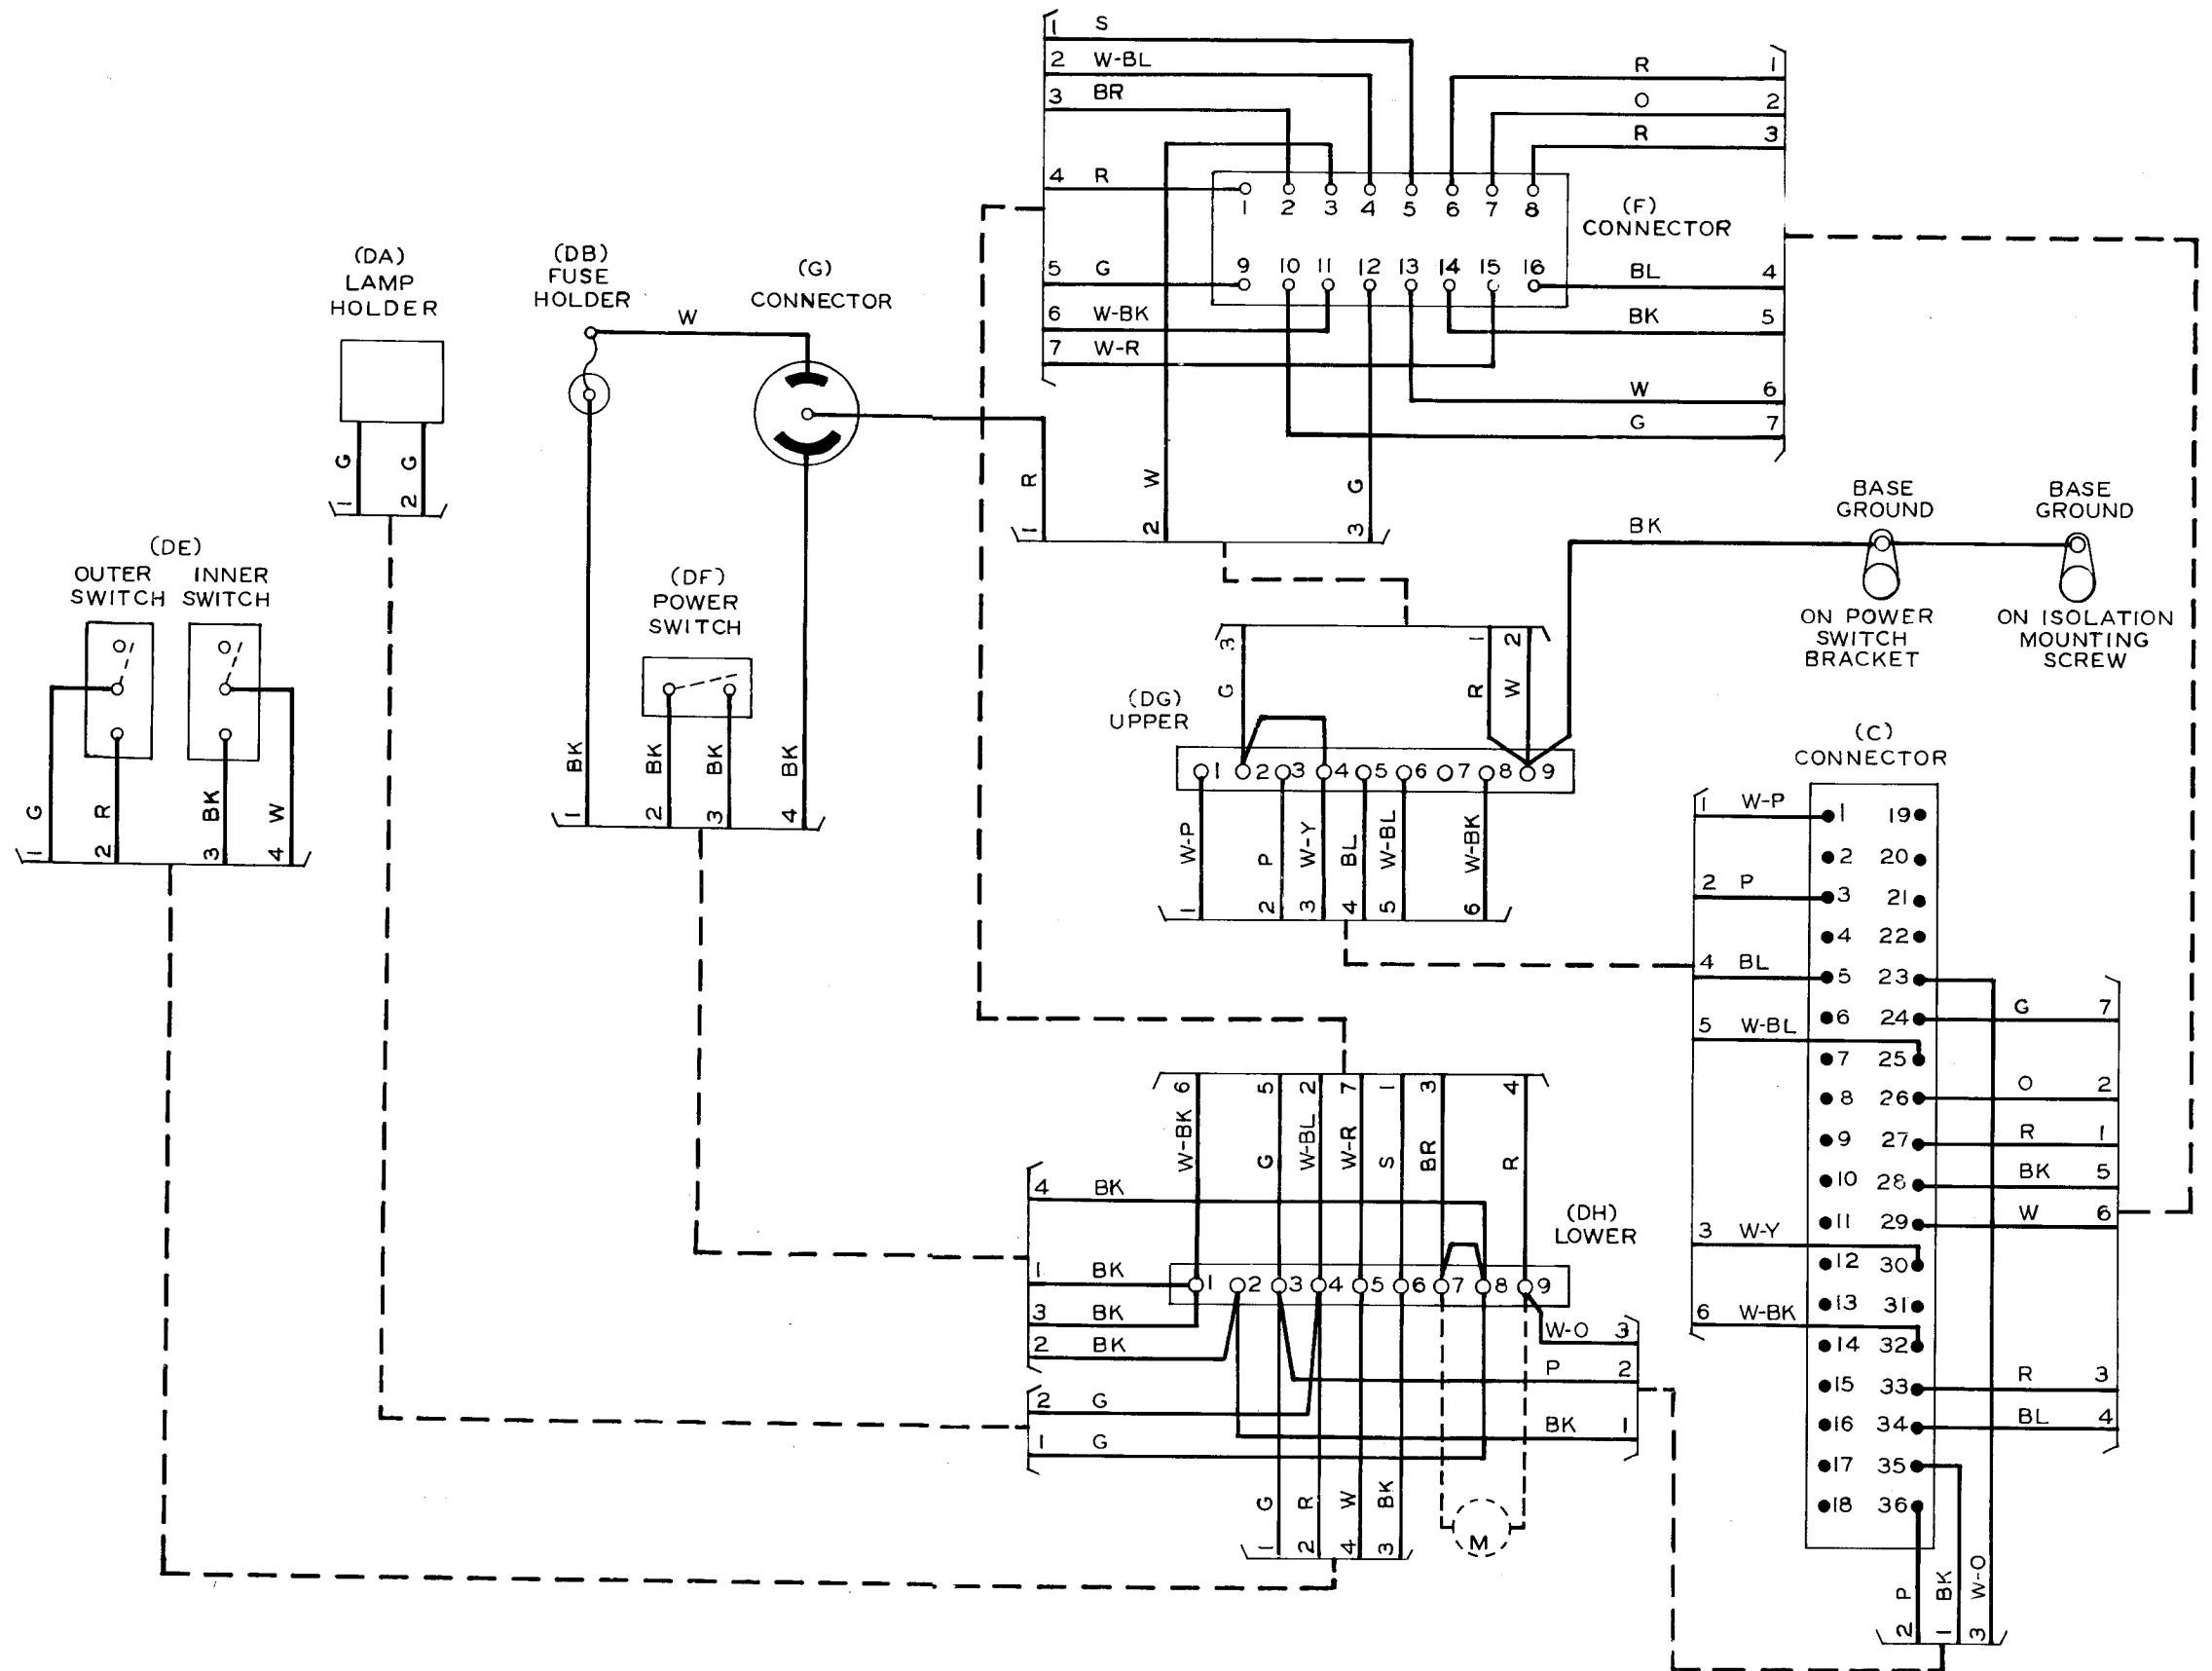 1 S
2 W-BL
3 BR
4 R
5 G
6 W-BK
7 W-R
R 1
O 2
R 3
BL 4
BK 5
W 6
G 7
1 2 3 4 5 6 7 8
9 10 11 12 13 14 15 16
(F)
CONNECTOR
(DA)
LAMP
HOLDER
G G
1 2
(DB)
FUSE
HOLDER
W
(G)
CONNECTOR
R W G
1 2 3
(DE)
OUTER
SWITCH
INNER
SWITCH
G R BK W
1 2 3 4
(DF)
POWER
SWITCH
BK BK BK BK
1 2 3 4
BK
BASE
GROUND
ON POWER
SWITCH
BRACKET
BASE
GROUND
ON ISOLATION
MOUNTING
SCREW
(DG)
UPPER
3 1 2
G R W
1 2 3 4 5 6 7 8 9
W-P P W-Y BL W-BL W-BK
1 2 3 4 5 6
(C)
CONNECTOR
1 W-P
2 P
4 BL
5 W-BL
3 W-Y
6 W-BK
1 19
2 20
3 21
4 22
5 23
6 24
7 25
8 26
9 27
10 28
11 29
12 30
13 31
14 32
15 33
16 34
17 35
18 36
G 7
O 2
R 1
BK 5
W 6
R 3
BL 4
P BK W-O
2 1 3
6 5 2 7 1 3 4
W-BK G W-BL W-R S BR R
(DH)
LOWER
4 BK
1 BK
3 BK
2 BK
2 G
1 G
1 2 3 4 5 6 7 8 9
W-O 3
P 2
BK 1
G R W BK
1 2 4 3
M